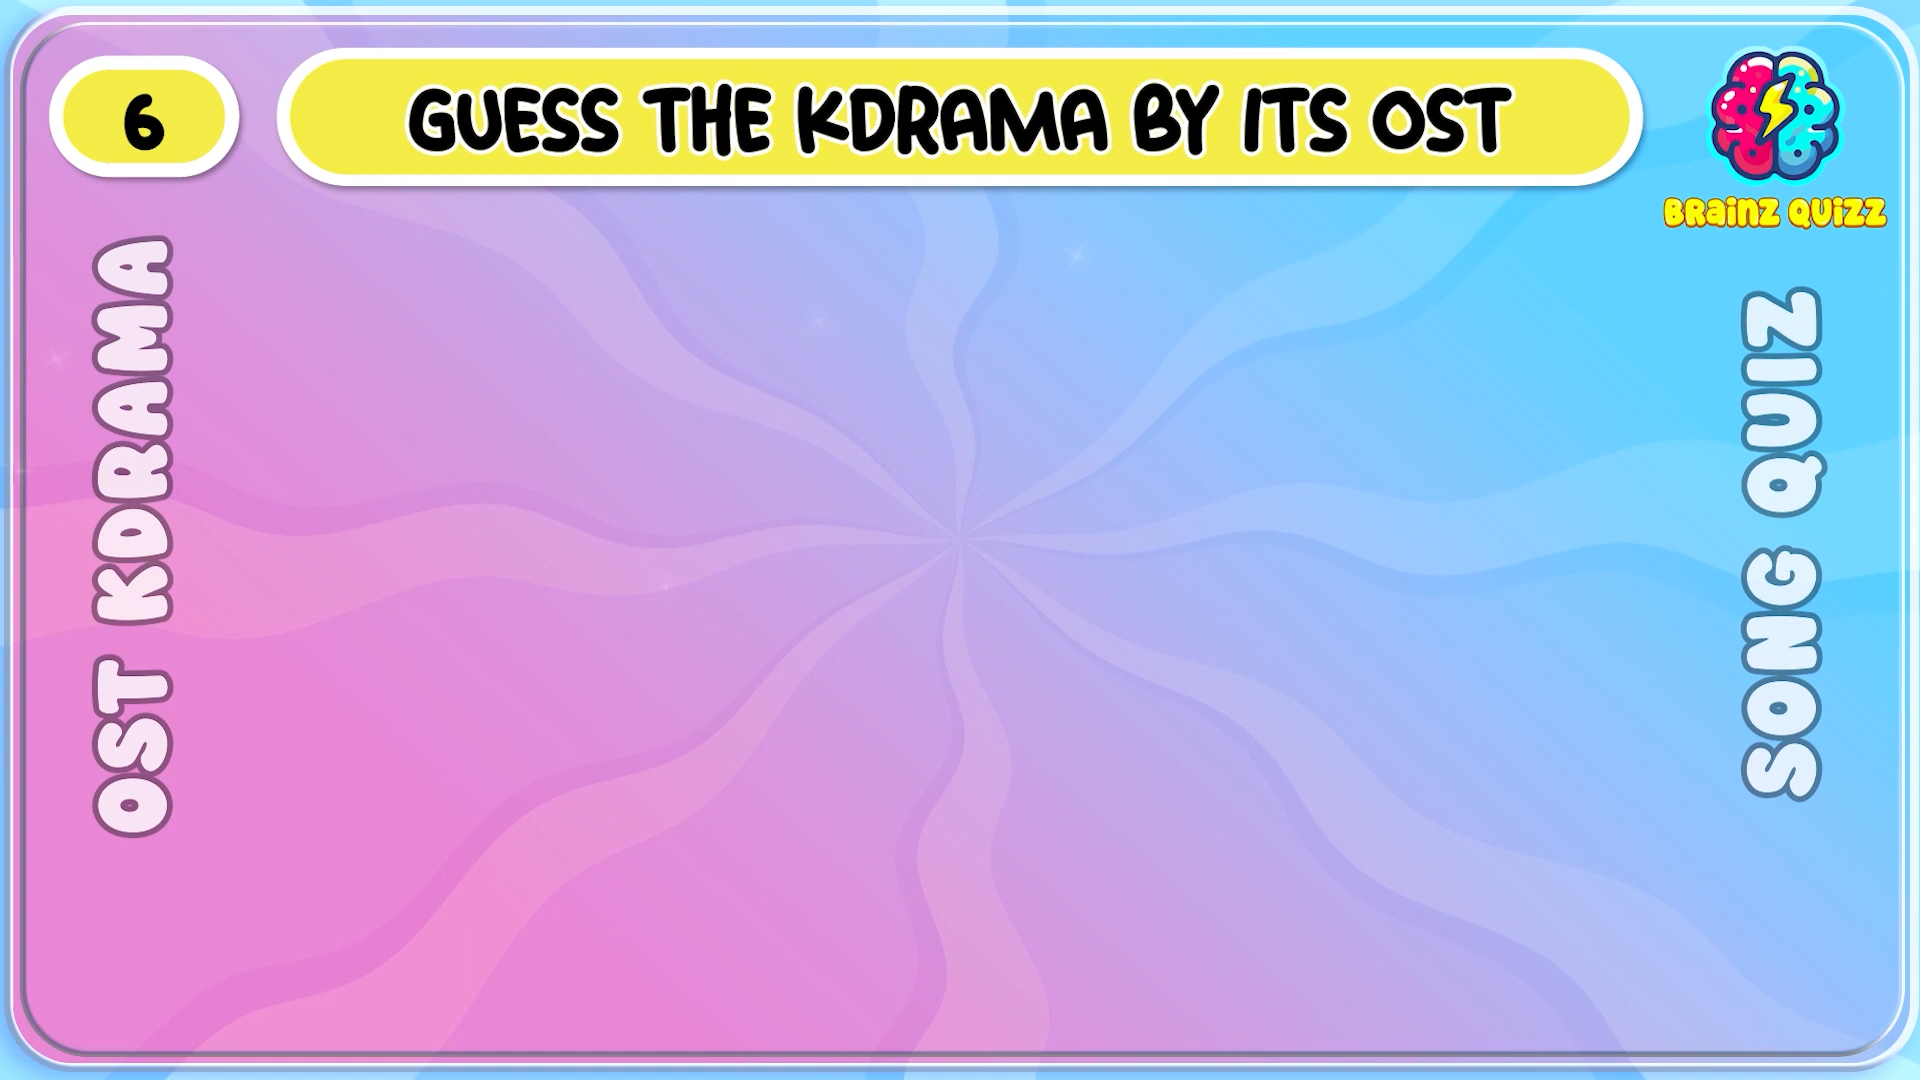 6
GUESS THE KDRAMA BY ITS OST
BRAINZ QUIZZ
OST KDRAMA
SONG QUIZ